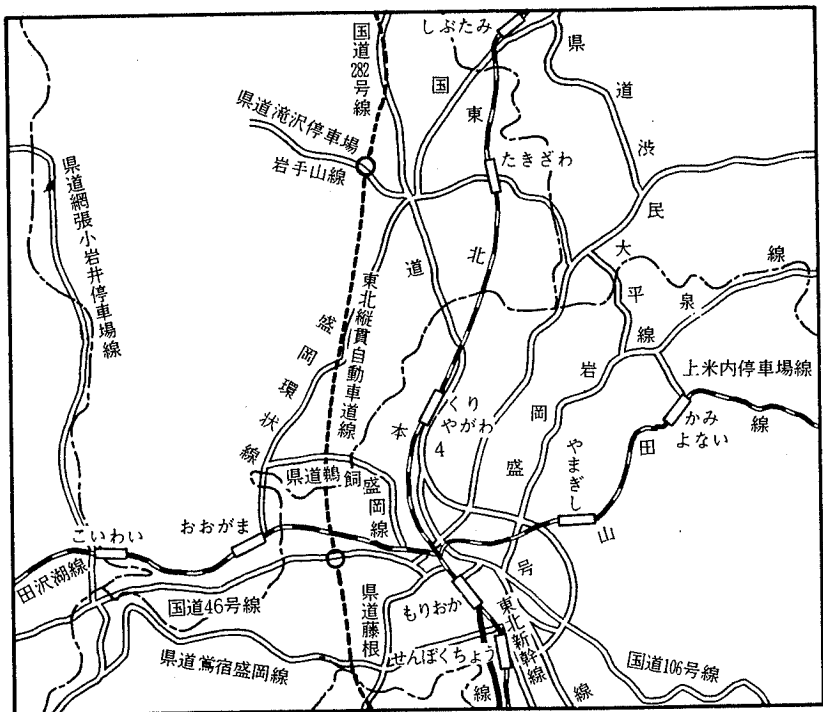 しぶたみ
国道282号線
県道滝沢停車場
岩手山線
国道4号線
東北本線
たきざわ
県道渋民大平線
県道網張小岩井停車場線
東北縦貫自動車道線
盛岡環状線
盛岡岩泉線
上米内停車場線
くりやがわ
かみよない
やまぎし
山田線
県道鵜飼盛岡線
おおがま
こいわい
田沢湖線
国道46号線
県道藤根
もりおか
東北新幹線
せんぼくちょう
県道鴬宿盛岡線
国道106号線